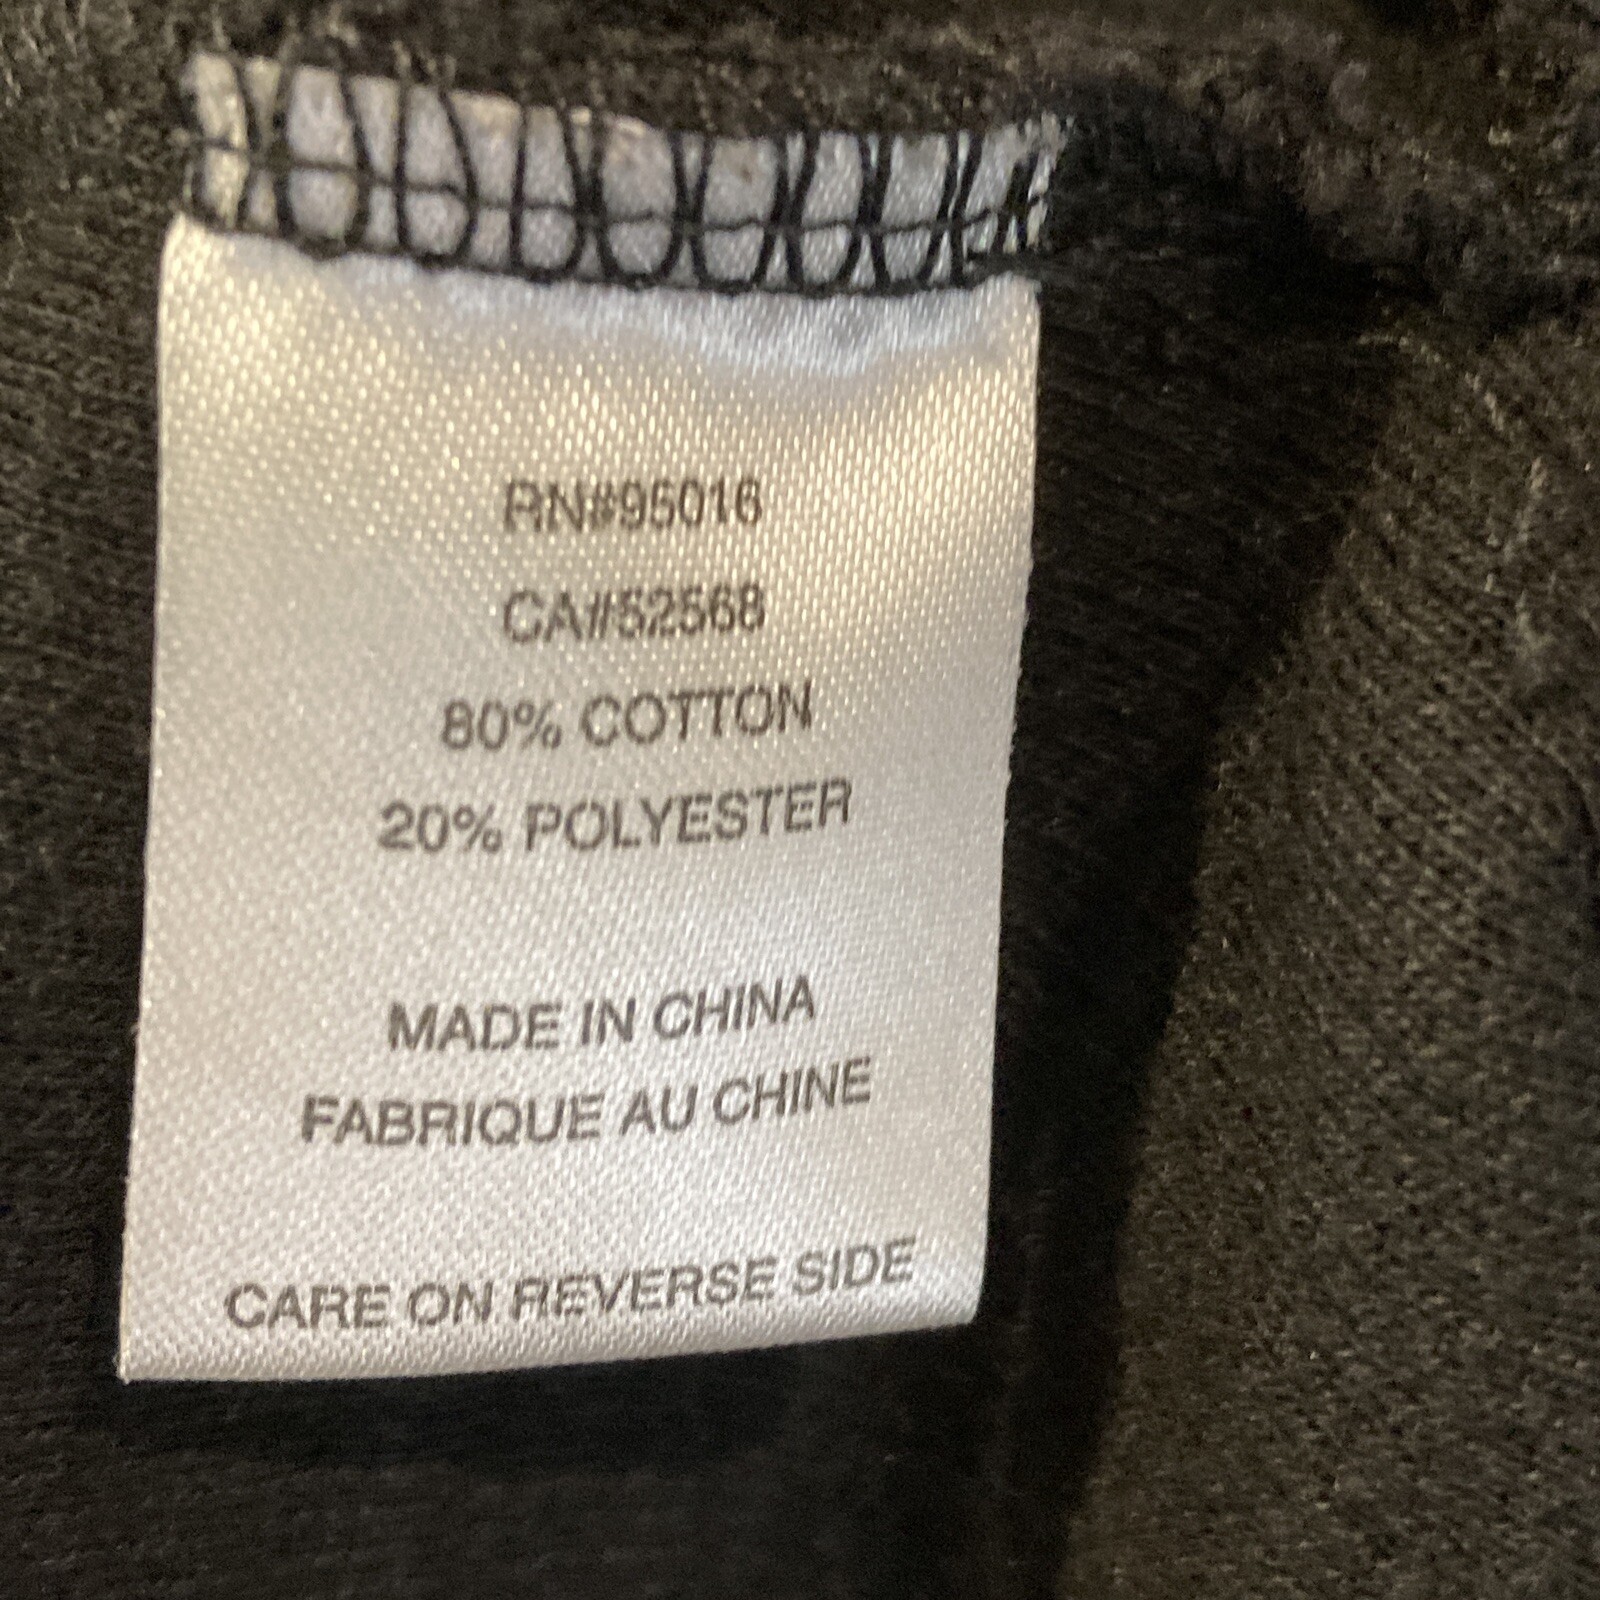 RN#95016
CA#52568
80% COTTON
20% POLYESTER
MADE IN CHINA
FABRIQUE AU CHINE
CARE ON REVERSE SIDE